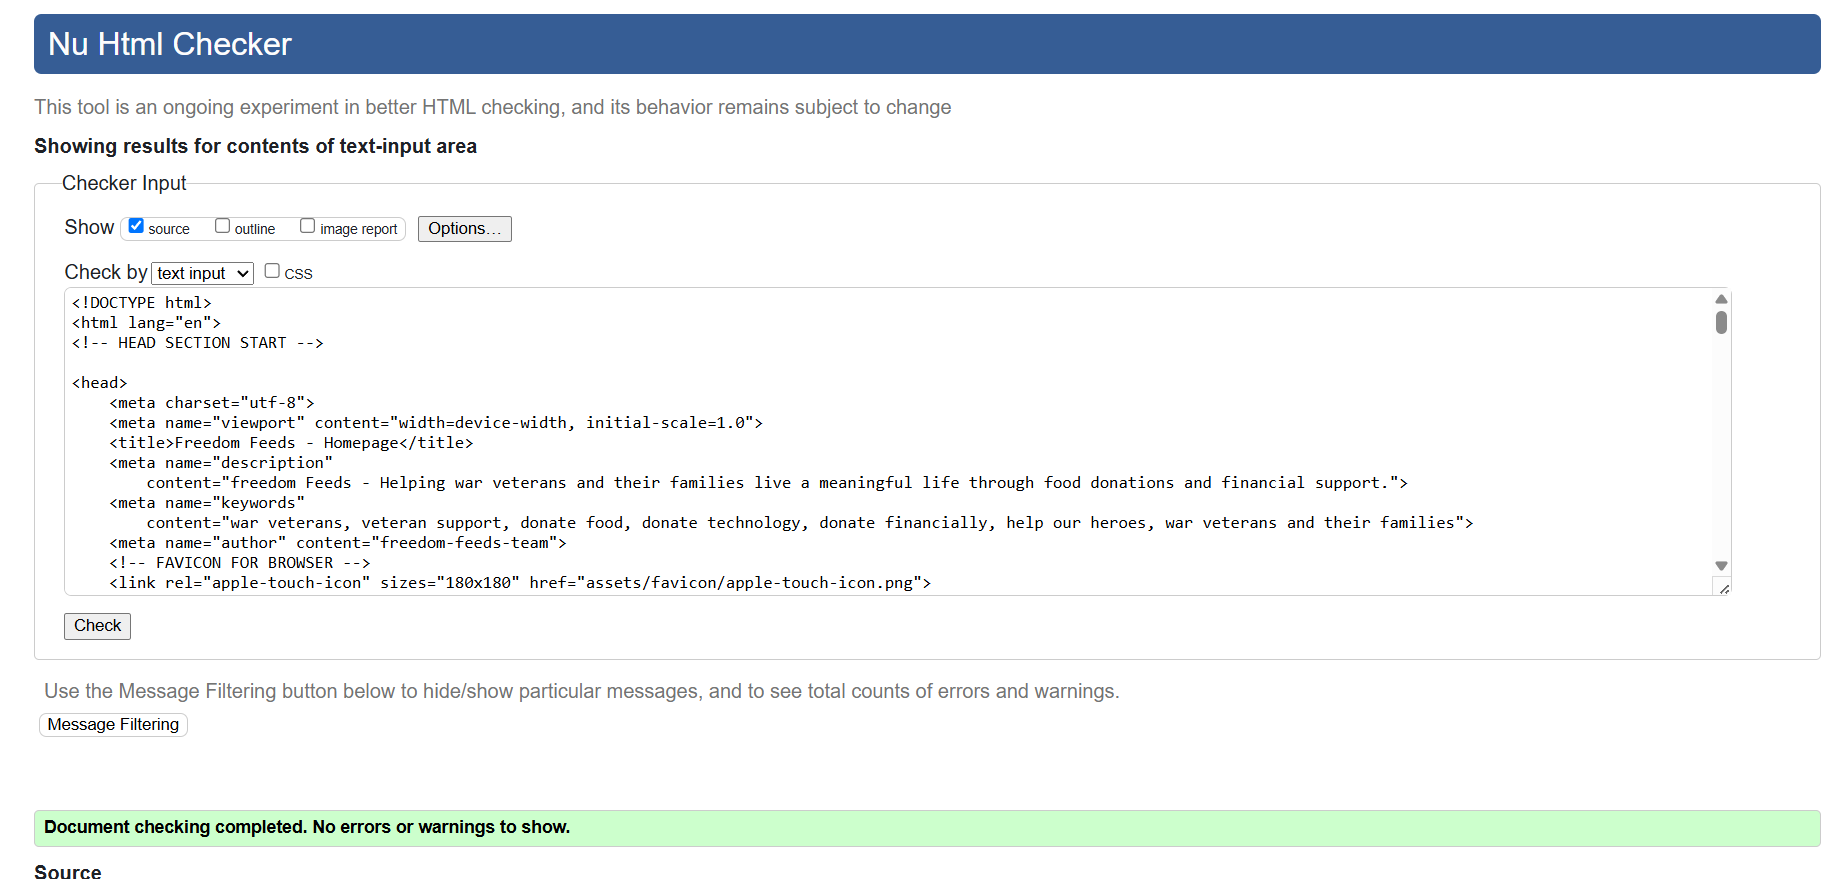 Nu Html Checker
This tool is an ongoing experiment in better HTML checking, and its behavior remains subject to change
Showing results for contents of text-input area
Checker Input
Show source outline image report Options...
Check by text input CSS
<!DOCTYPE html>
<html lang="en">
<!-- HEAD SECTION START -->
<head>
    <meta charset="utf-8">
    <meta name="viewport" content="width=device-width, initial-scale=1.0">
    <title>Freedom Feeds - Homepage</title>
    <meta name="description"
        content="freedom Feeds - Helping war veterans and their families live a meaningful life through food donations and financial support.">
    <meta name="keywords"
        content="war veterans, veteran support, donate food, donate technology, donate financially, help our heroes, war veterans and their families">
    <meta name="author" content="freedom-feeds-team">
    <!-- FAVICON FOR BROWSER -->
    <link rel="apple-touch-icon" sizes="180x180" href="assets/favicon/apple-touch-icon.png">
Check
Use the Message Filtering button below to hide/show particular messages, and to see total counts of errors and warnings.
Message Filtering
Document checking completed. No errors or warnings to show.
Source